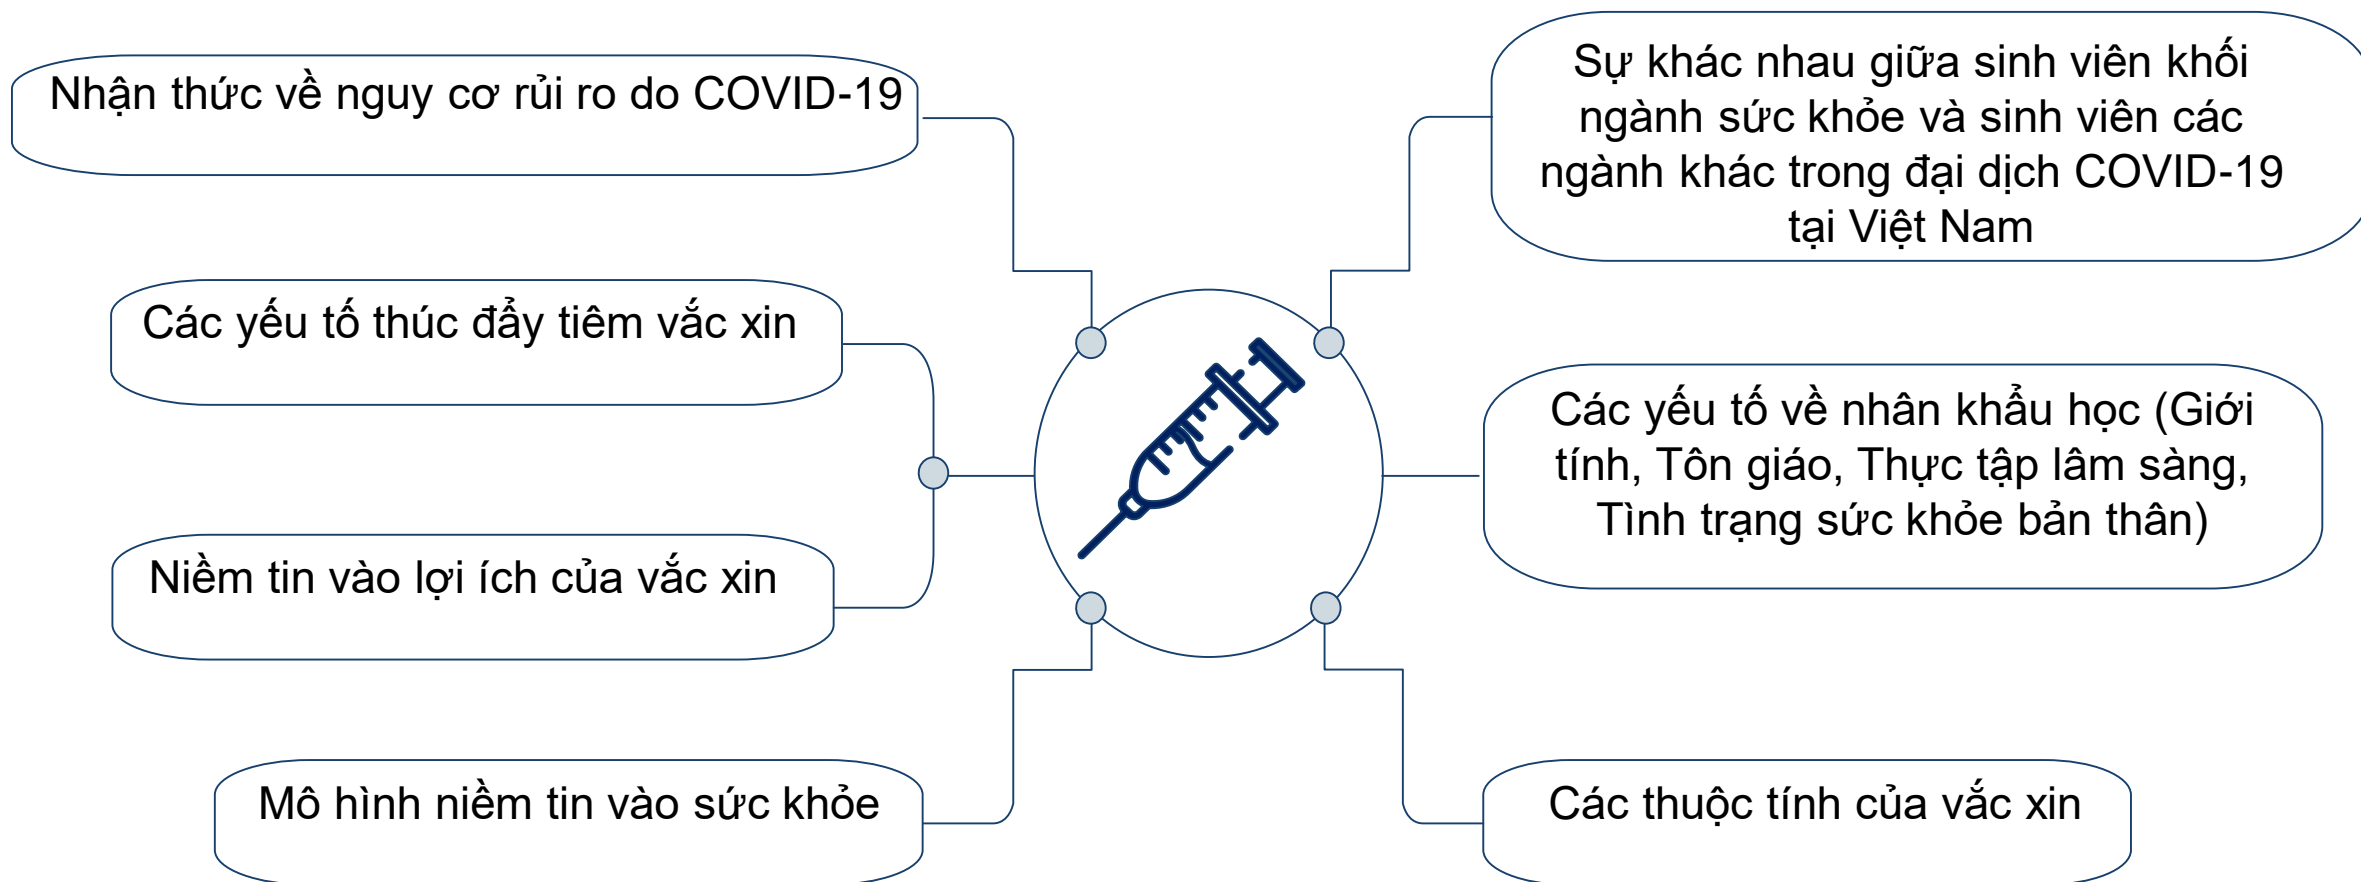 Nhận thức về nguy cơ rủi ro do COVID-19
Các yếu tố thúc đẩy tiêm vắc xin
Niềm tin vào lợi ích của vắc xin
Mô hình niềm tin vào sức khỏe
Sự khác nhau giữa sinh viên khối
ngành sức khỏe và sinh viên các
ngành khác trong đại dịch COVID-19
tại Việt Nam
Các yếu tố về nhân khẩu học (Giới
tính, Tôn giáo, Thực tập lâm sàng,
Tình trạng sức khỏe bản thân)
Các thuộc tính của vắc xin